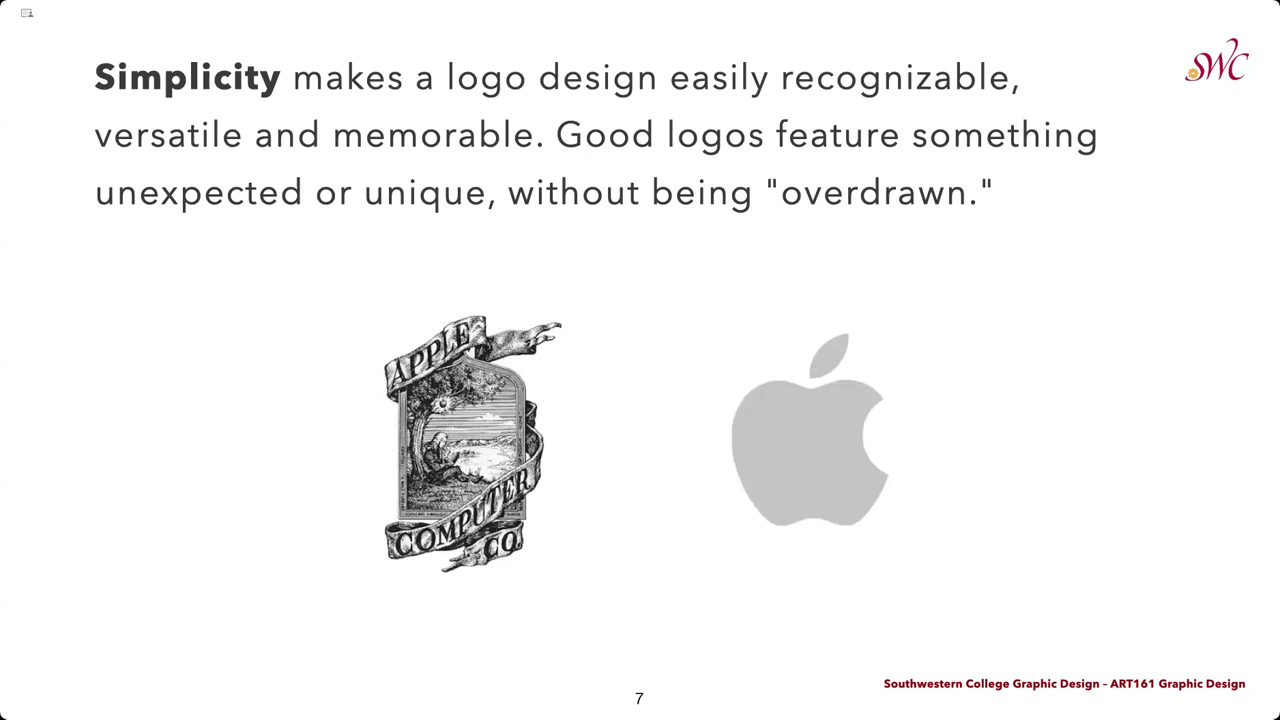 Simplicity makes a logo design easily recognizable,
versatile and memorable. Good logos feature something
unexpected or unique, without being "overdrawn."
SWC
APPLE
COMPUTER
CO.
Southwestern College Graphic Design – ART161 Graphic Design
7